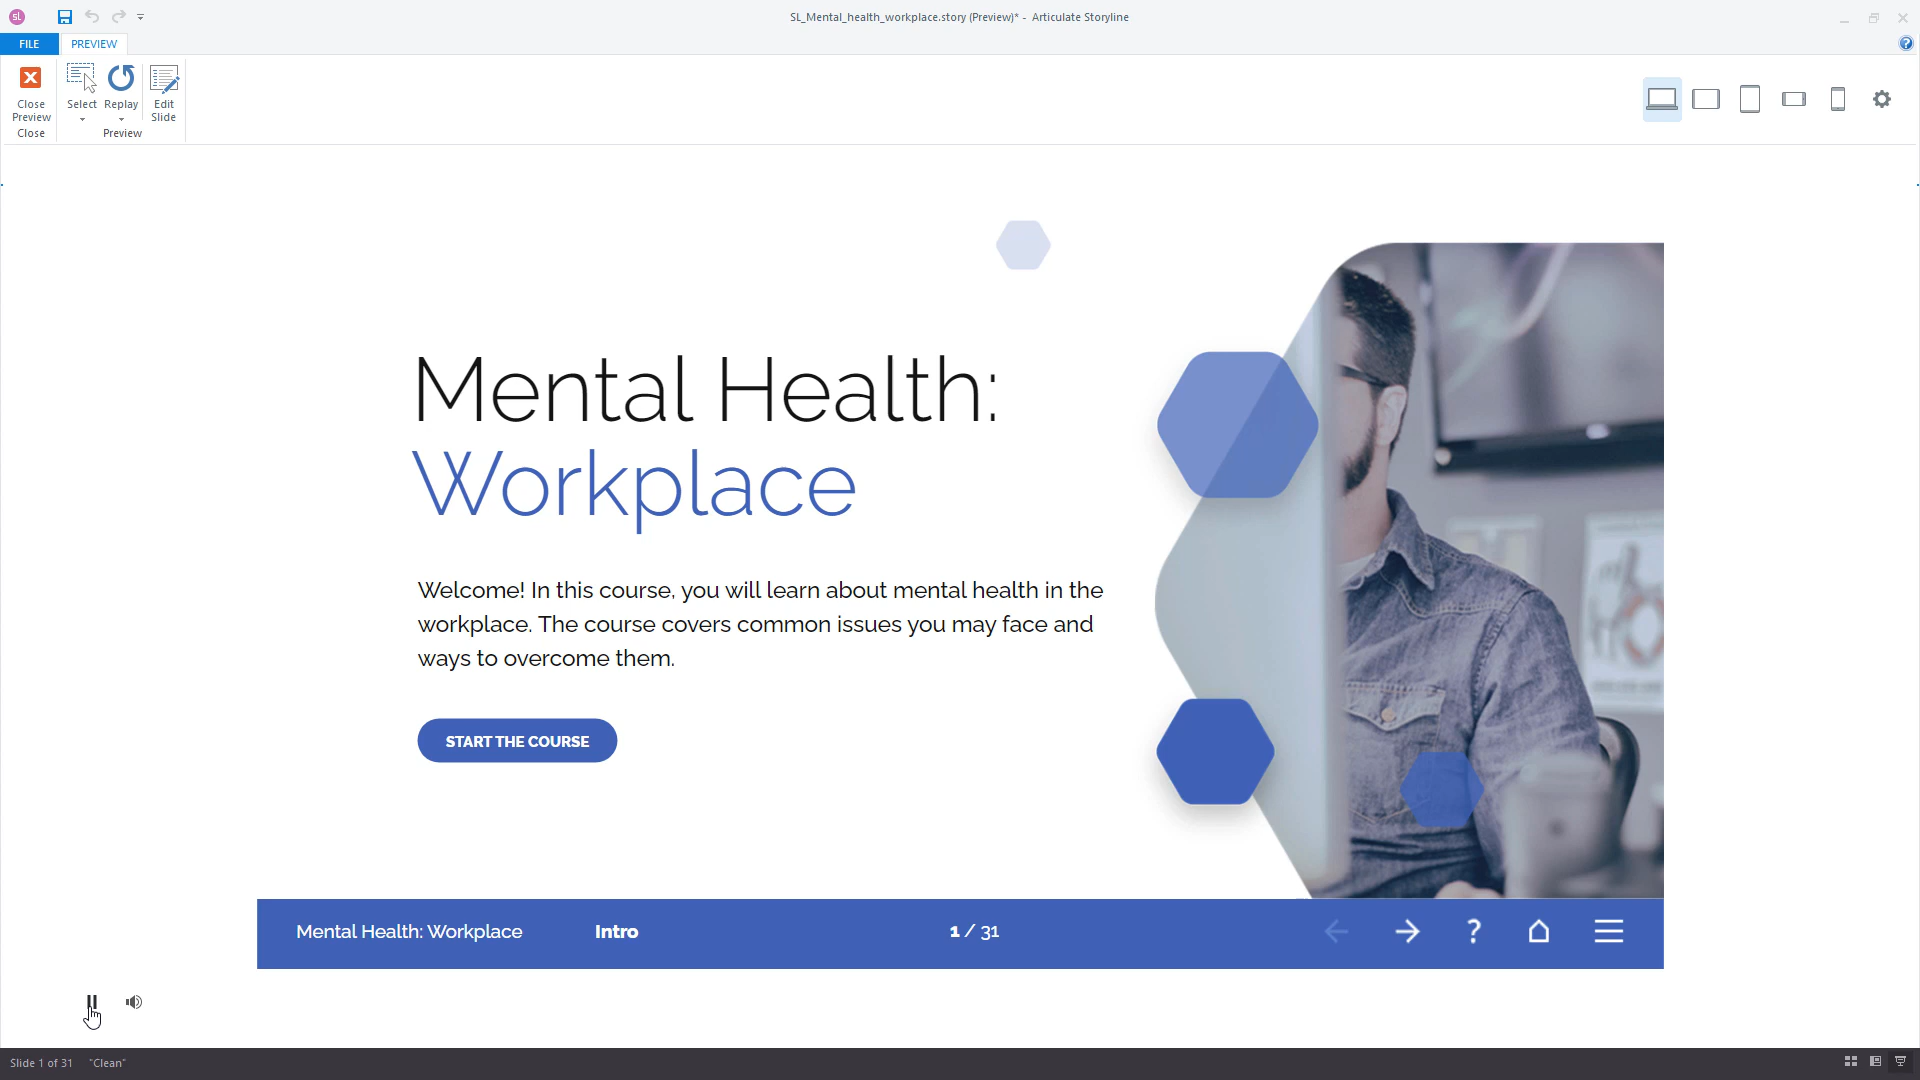 sl
SL_Mental_health_workplace.story (Preview)* - Articulate Storyline
FILE
PREVIEW
?
Close
Preview
Select
Replay
Edit
Slide
Close
Preview
Mental Health:
Workplace
Welcome! In this course, you will learn about mental health in the
workplace. The course covers common issues you may face and
ways to overcome them.
START THE COURSE
Mental Health: Workplace
Intro
1 / 31
?
Slide 1 of 31
"Clean"